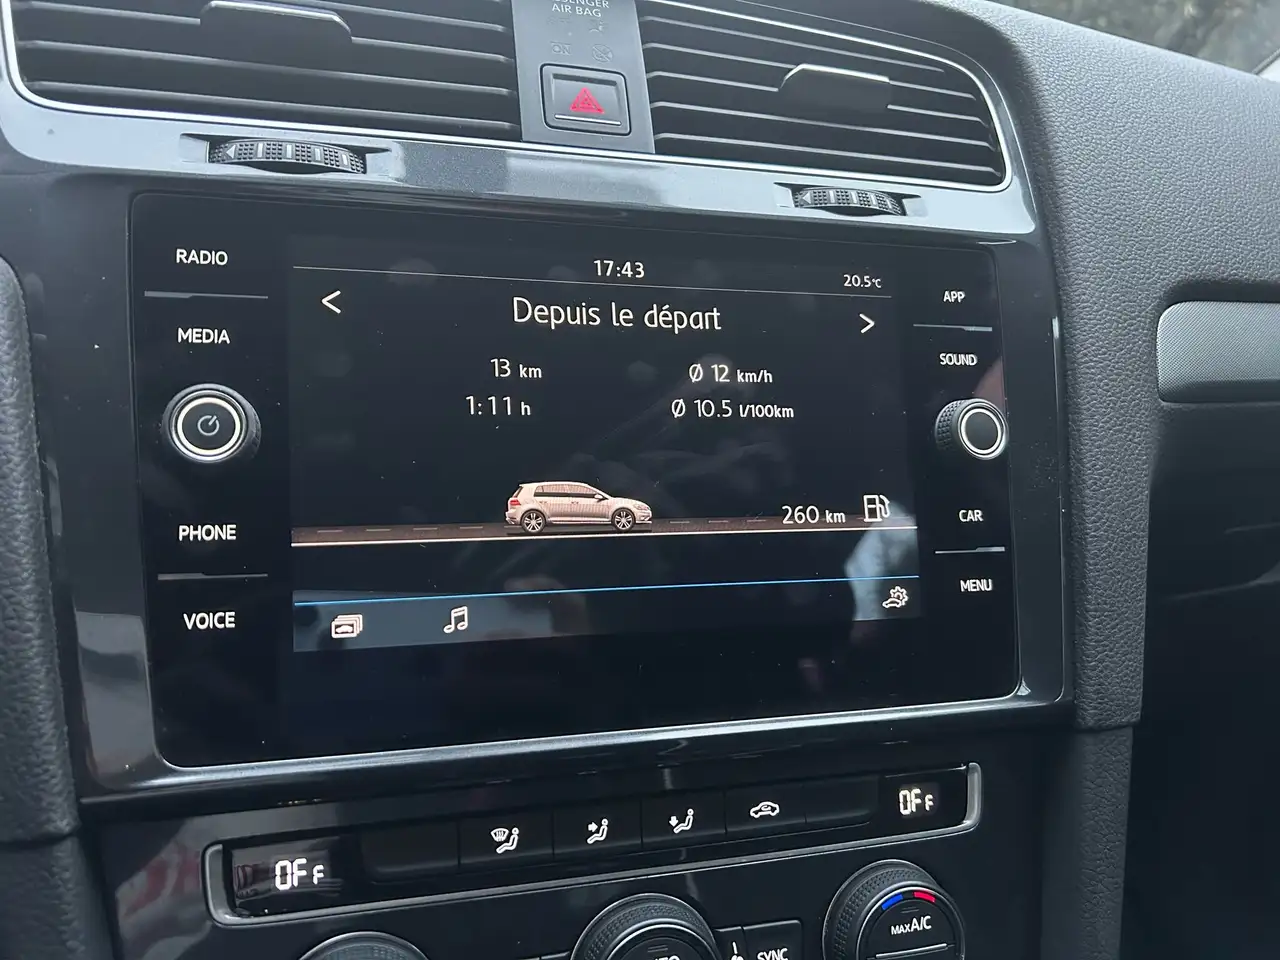 AIR BAG
RADIO
MEDIA
PHONE
VOICE
17:43
20.5°C
< Depuis le départ >
13 km Ø 12 km/h
1:11 h Ø 10.5 l/100km
260 km
APP
SOUND
CAR
MENU
OFF
OFF
MAX A/C
SYNC